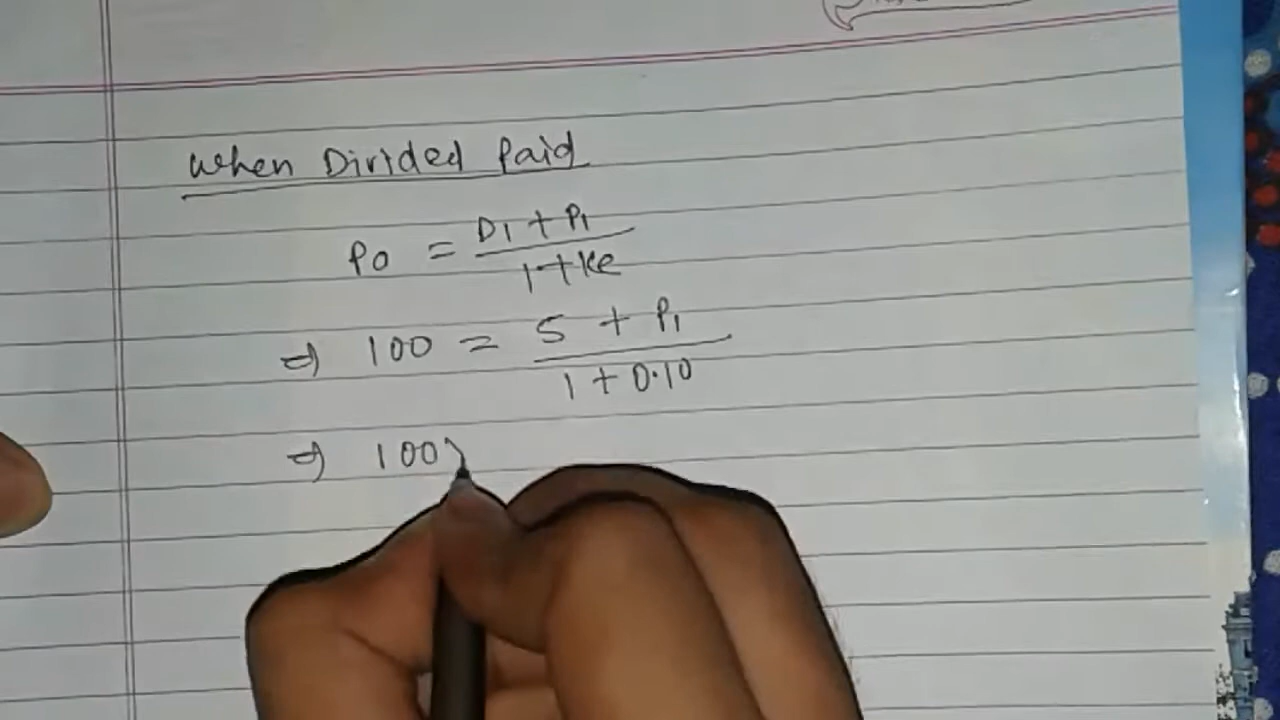 When Divided Paid
P0 = D1 + P1
1+Ke
⇒ 100 = 5 + P1
1 + 0.10
⇒ 100